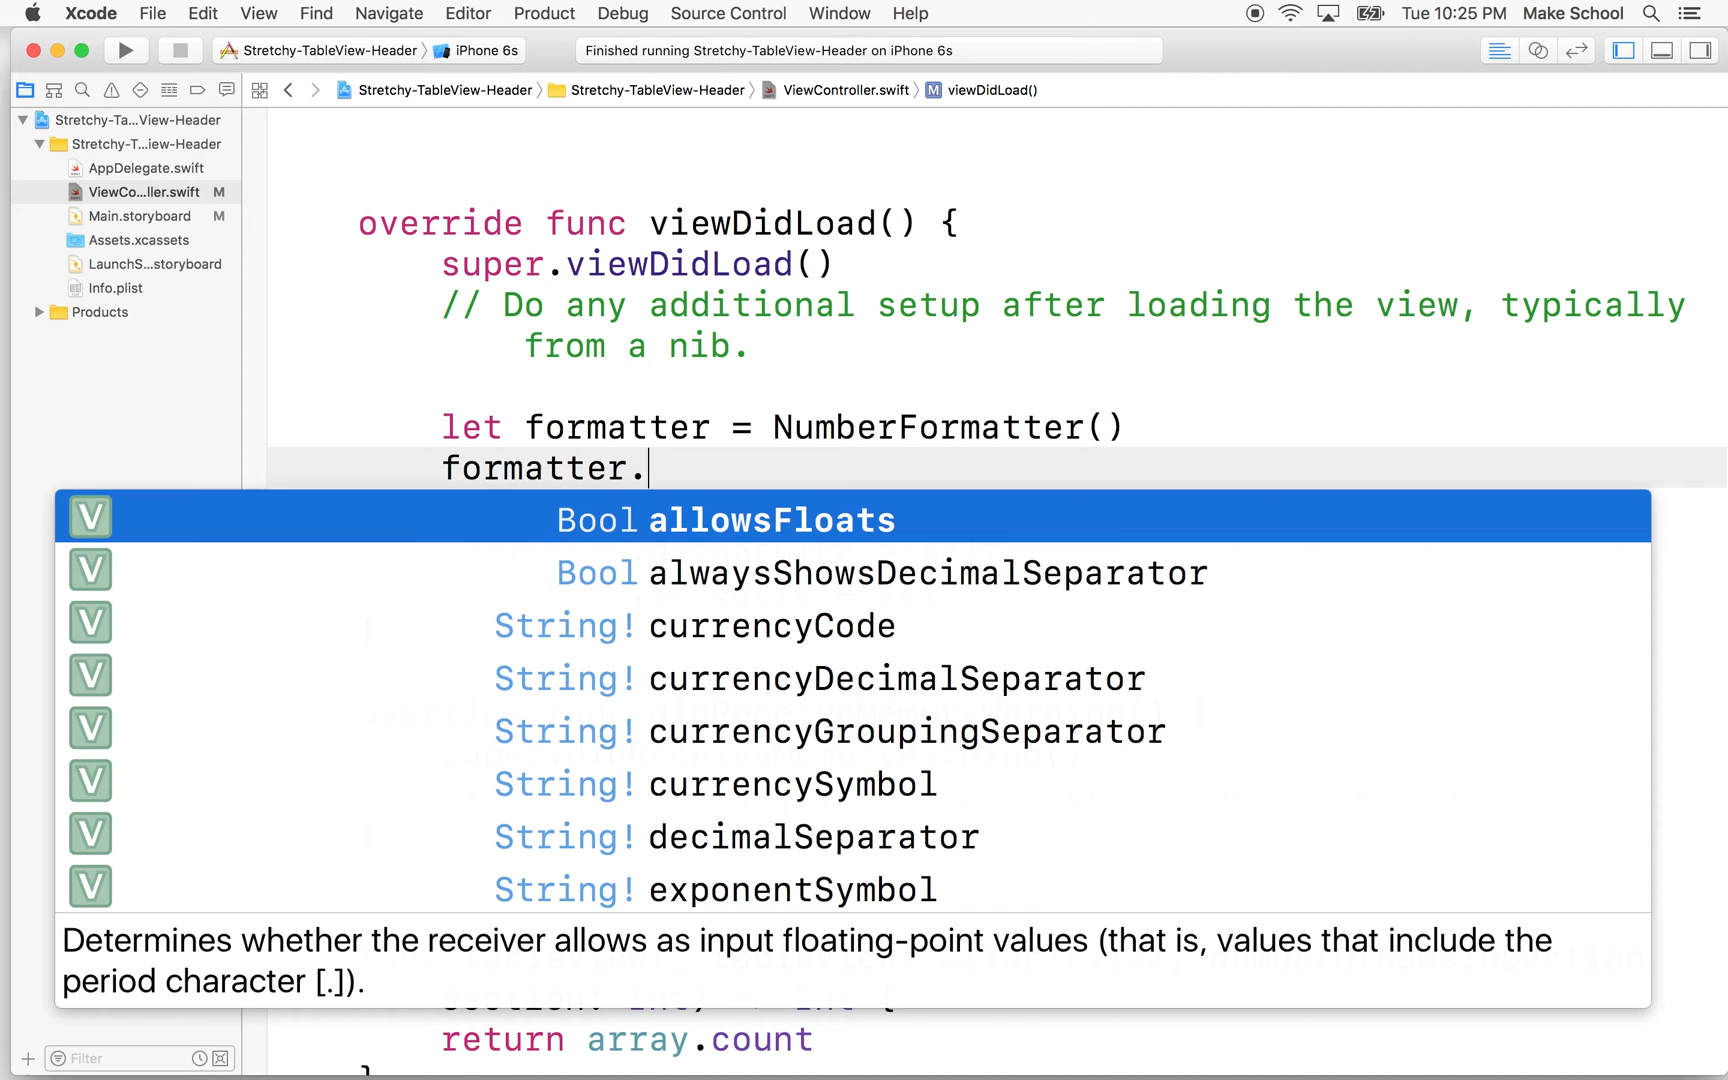 Xcode File Edit View Find Navigate Editor Product Debug Source Control Window Help Tue 10:25 PM Make School
Stretchy-TableView-Header iPhone 6s Finished running Stretchy-TableView-Header on iPhone 6s
Stretchy-TableView-Header Stretchy-TableView-Header ViewController.swift M viewDidLoad()
Stretchy-Ta...View-Header
Stretchy-T...iew-Header
AppDelegate.swift
ViewCo...ller.swift M
Main.storyboard M
Assets.xcassets
LaunchS...storyboard
Info.plist
Products
override func viewDidLoad() {
super.viewDidLoad()
// Do any additional setup after loading the view, typically
from a nib.
let formatter = NumberFormatter()
formatter.
V Bool allowsFloats
V Bool alwaysShowsDecimalSeparator
V String! currencyCode
V String! currencyDecimalSeparator
V String! currencyGroupingSeparator
V String! currencySymbol
V String! decimalSeparator
V String! exponentSymbol
Determines whether the receiver allows as input floating-point values (that is, values that include the
period character [.]).
return array.count
Filter